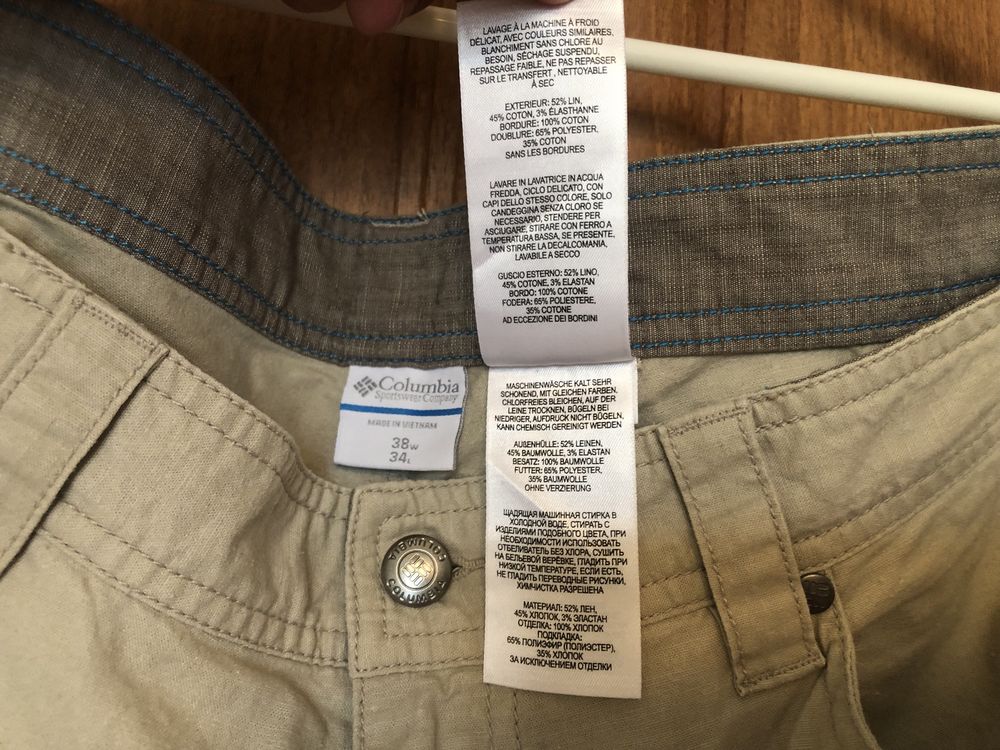 LAVAGE À LA MACHINE À FROID
DÉLICAT, AVEC COULEURS SIMILAIRES,
BLANCHIMENT SANS CHLORE AU
BESOIN, SÉCHAGE SUSPENDU,
REPASSAGE FAIBLE, NE PAS REPASSER
SUR LE TRANSFERT , NETTOYABLE
À SEC
EXTERIEUR: 52% LIN,
45% COTON, 3% ÉLASTHANNE
BORDURE: 100% COTON
DOUBLURE: 65% POLYESTER,
35% COTON
SANS LES BORDURES
LAVARE IN LAVATRICE IN ACQUA
FREDDA, CICLO DELICATO, CON
CAPI DELLO STESSO COLORE, SOLO
CANDEGGINA SENZA CLORO SE
NECESSARIO, STENDERE PER
ASCIUGARE, STIRARE CON FERRO A
TEMPERATURA BASSA, SE PRESENTE,
NON STIRARE LA DECALCOMANIA,
LAVABILE A SECCO
GUSCIO ESTERNO: 52% LINO,
45% COTONE, 3% ELASTAN
BORDO: 100% COTONE
FODERA: 65% POLIESTERE,
35% COTONE
AD ECCEZIONE DEI BORDINI
Columbia
Sportswear Company
MADE IN VIETNAM
38W
34L
MASCHINENWÄSCHE KALT SEHR
SCHONEND, MIT GLEICHEN FARBEN,
CHLORFREIES BLEICHEN, AUF DER
LEINE TROCKNEN, BÜGELN BEI
NIEDRIGER, AUFDRUCK NICHT BÜGELN,
KANN CHEMISCH GEREINIGT WERDEN
AUßENHÜLLE: 52% LEINEN,
45% BAUMWOLLE, 3% ELASTAN
BESATZ: 100% BAUMWOLLE
FUTTER: 65% POLYESTER,
35% BAUMWOLLE
OHNE VERZIERUNG
ЩАДЯЩАЯ МАШИННАЯ СТИРКА В
ХОЛОДНОЙ ВОДЕ, СТИРАТЬ С
ИЗДЕЛИЯМИ ПОДОБНОГО ЦВЕТА, ПРИ
НЕОБХОДИМОСТИ ИСПОЛЬЗОВАТЬ
ОТБЕЛИВАТЕЛЬ БЕЗ ХЛОРА, СУШИТЬ
НА БЕЛЬЕВОЙ ВЕРЁВКЕ, ГЛАДИТЬ ПРИ
НИЗКОЙ ТЕМПЕРАТУРЕ, ЕСЛИ ЕСТЬ,
НЕ ГЛАДИТЬ ПЕРЕВОДНЫЕ РИСУНКИ,
ХИМЧИСТКА РАЗРЕШЕНА
МАТЕРИАЛ: 52% ЛЕН,
45% ХЛОПОК, 3% ЭЛАСТАН
ОТДЕЛКА: 100% ХЛОПОК
ПОДКЛАДКА:
65% ПОЛИЭФИР (ПОЛИЭСТЕР),
35% ХЛОПОК
ЗА ИСКЛЮЧЕНИЕМ ОТДЕЛКИ
COLUMBIA
COLUMBIA